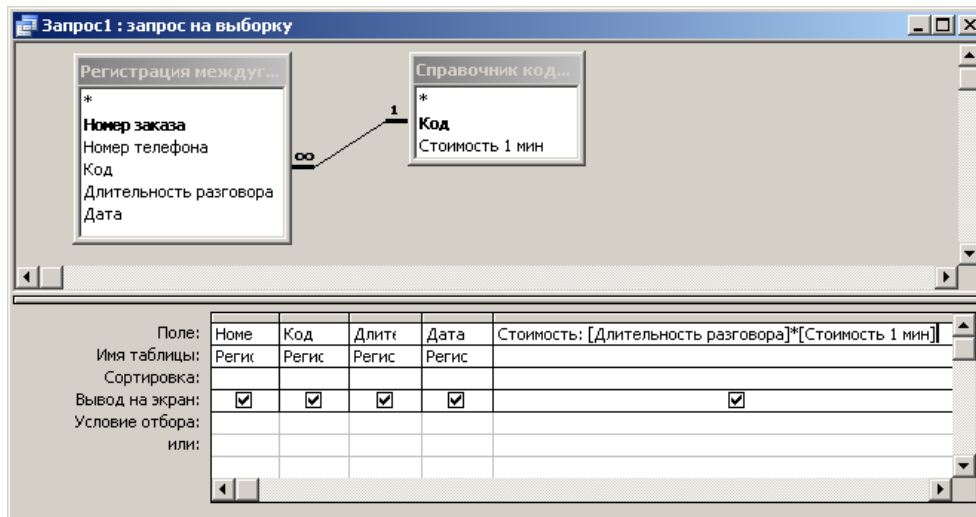 Запрос1 : запрос на выборку
Регистрация междуг...
*
Номер заказа
Номер телефона
Код
Длительность разговора
Дата
∞
1
Справочник код...
*
Код
Стоимость 1 мин
Поле: Номе Код Длите Дата Стоимость: [Длительность разговора]*[Стоимость 1 мин]
Имя таблицы: Регис Регис Регис Регис
Сортировка:
Вывод на экран:
Условие отбора:
или: